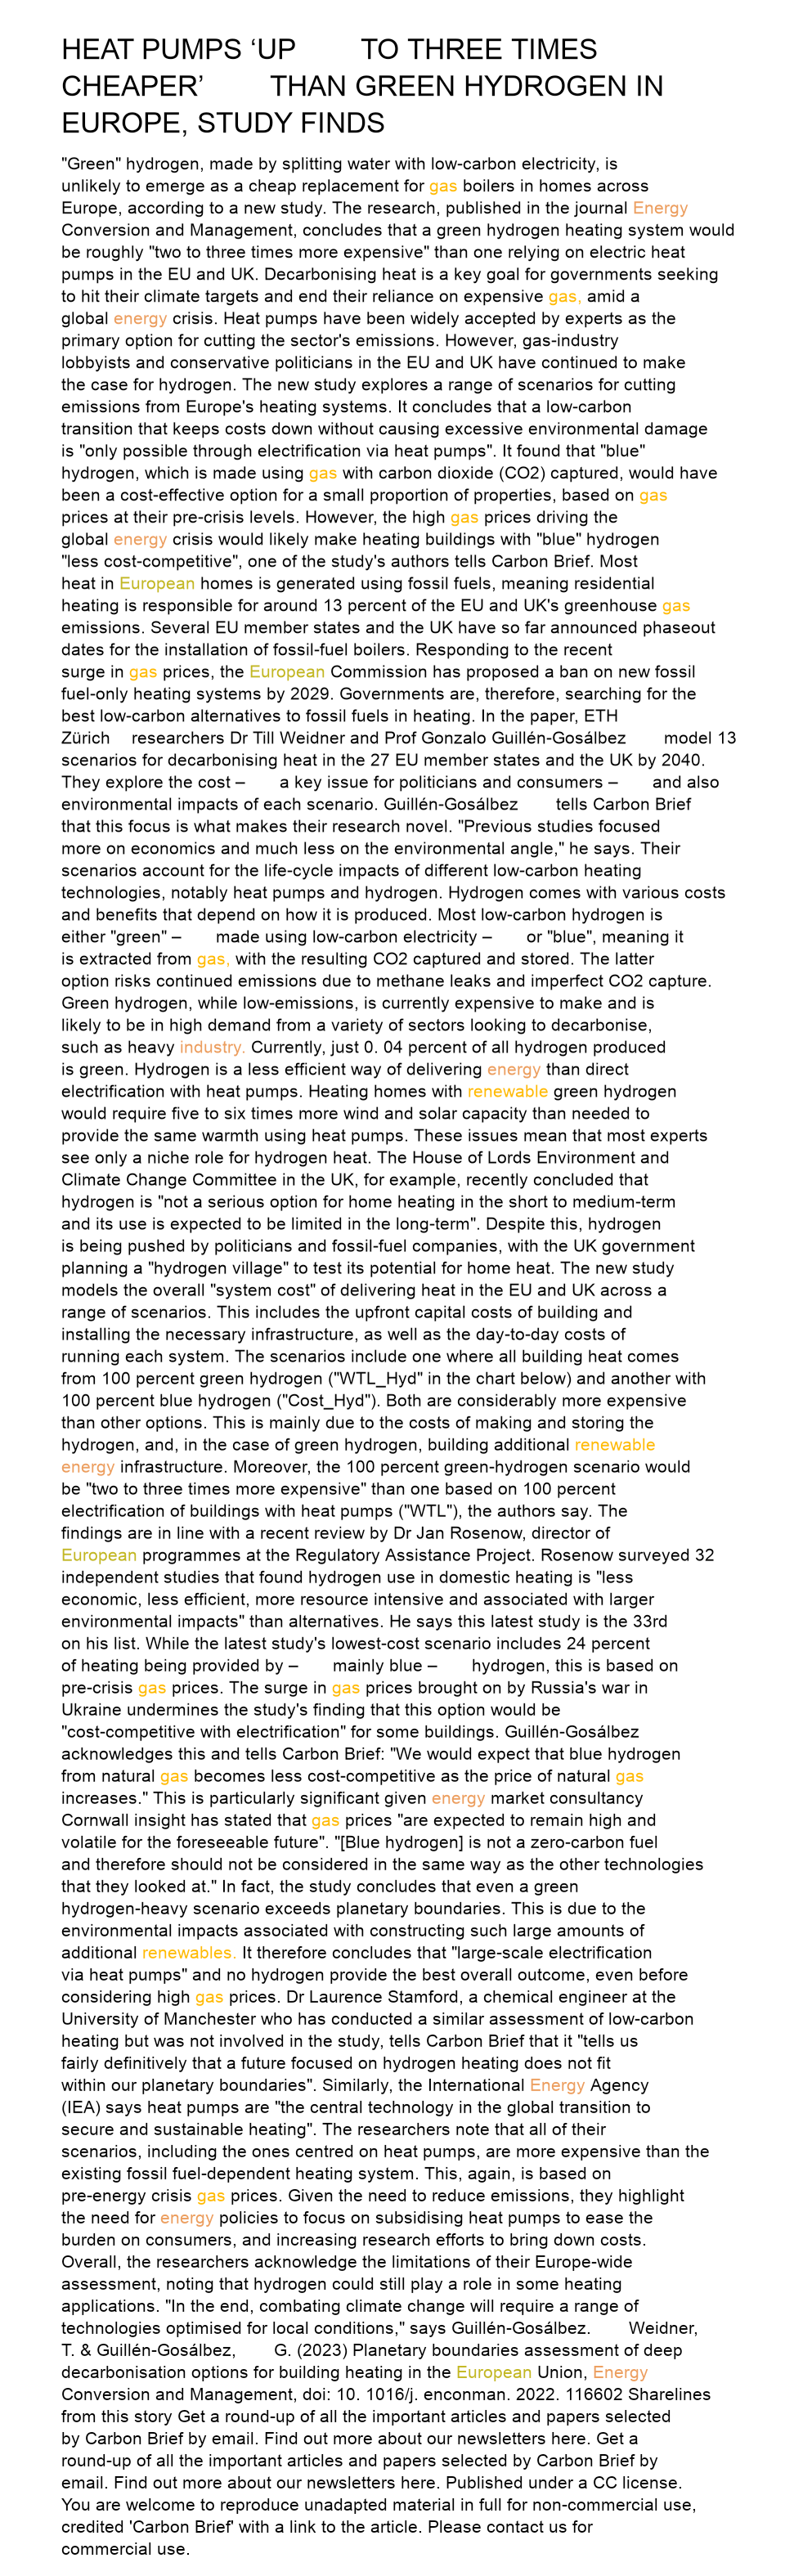 HEAT PUMPS ‘UP TO THREE TIMES
CHEAPER’ THAN GREEN HYDROGEN IN
EUROPE, STUDY FINDS
"Green" hydrogen, made by splitting water with low-carbon electricity, is
unlikely to emerge as a cheap replacement for gas boilers in homes across
Europe, according to a new study. The research, published in the journal Energy
Conversion and Management, concludes that a green hydrogen heating system would
be roughly "two to three times more expensive" than one relying on electric heat
pumps in the EU and UK. Decarbonising heat is a key goal for governments seeking
to hit their climate targets and end their reliance on expensive gas, amid a
global energy crisis. Heat pumps have been widely accepted by experts as the
primary option for cutting the sector's emissions. However, gas-industry
lobbyists and conservative politicians in the EU and UK have continued to make
the case for hydrogen. The new study explores a range of scenarios for cutting
emissions from Europe's heating systems. It concludes that a low-carbon
transition that keeps costs down without causing excessive environmental damage
is "only possible through electrification via heat pumps". It found that "blue"
hydrogen, which is made using gas with carbon dioxide (CO2) captured, would have
been a cost-effective option for a small proportion of properties, based on gas
prices at their pre-crisis levels. However, the high gas prices driving the
global energy crisis would likely make heating buildings with "blue" hydrogen
"less cost-competitive", one of the study's authors tells Carbon Brief. Most
heat in European homes is generated using fossil fuels, meaning residential
heating is responsible for around 13 percent of the EU and UK's greenhouse gas
emissions. Several EU member states and the UK have so far announced phaseout
dates for the installation of fossil-fuel boilers. Responding to the recent
surge in gas prices, the European Commission has proposed a ban on new fossil
fuel-only heating systems by 2029. Governments are, therefore, searching for the
best low-carbon alternatives to fossil fuels in heating. In the paper, ETH
Zürich researchers Dr Till Weidner and Prof Gonzalo Guillén-Gosálbez model 13
scenarios for decarbonising heat in the 27 EU member states and the UK by 2040.
They explore the cost – a key issue for politicians and consumers – and also
environmental impacts of each scenario. Guillén-Gosálbez tells Carbon Brief
that this focus is what makes their research novel. "Previous studies focused
more on economics and much less on the environmental angle," he says. Their
scenarios account for the life-cycle impacts of different low-carbon heating
technologies, notably heat pumps and hydrogen. Hydrogen comes with various costs
and benefits that depend on how it is produced. Most low-carbon hydrogen is
either "green" – made using low-carbon electricity – or "blue", meaning it
is extracted from gas, with the resulting CO2 captured and stored. The latter
option risks continued emissions due to methane leaks and imperfect CO2 capture.
Green hydrogen, while low-emissions, is currently expensive to make and is
likely to be in high demand from a variety of sectors looking to decarbonise,
such as heavy industry. Currently, just 0. 04 percent of all hydrogen produced
is green. Hydrogen is a less efficient way of delivering energy than direct
electrification with heat pumps. Heating homes with renewable green hydrogen
would require five to six times more wind and solar capacity than needed to
provide the same warmth using heat pumps. These issues mean that most experts
see only a niche role for hydrogen heat. The House of Lords Environment and
Climate Change Committee in the UK, for example, recently concluded that
hydrogen is "not a serious option for home heating in the short to medium-term
and its use is expected to be limited in the long-term". Despite this, hydrogen
is being pushed by politicians and fossil-fuel companies, with the UK government
planning a "hydrogen village" to test its potential for home heat. The new study
models the overall "system cost" of delivering heat in the EU and UK across a
range of scenarios. This includes the upfront capital costs of building and
installing the necessary infrastructure, as well as the day-to-day costs of
running each system. The scenarios include one where all building heat comes
from 100 percent green hydrogen ("WTL_Hyd" in the chart below) and another with
100 percent blue hydrogen ("Cost_Hyd"). Both are considerably more expensive
than other options. This is mainly due to the costs of making and storing the
hydrogen, and, in the case of green hydrogen, building additional renewable
energy infrastructure. Moreover, the 100 percent green-hydrogen scenario would
be "two to three times more expensive" than one based on 100 percent
electrification of buildings with heat pumps ("WTL"), the authors say. The
findings are in line with a recent review by Dr Jan Rosenow, director of
European programmes at the Regulatory Assistance Project. Rosenow surveyed 32
independent studies that found hydrogen use in domestic heating is "less
economic, less efficient, more resource intensive and associated with larger
environmental impacts" than alternatives. He says this latest study is the 33rd
on his list. While the latest study's lowest-cost scenario includes 24 percent
of heating being provided by – mainly blue – hydrogen, this is based on
pre-crisis gas prices. The surge in gas prices brought on by Russia's war in
Ukraine undermines the study's finding that this option would be
"cost-competitive with electrification" for some buildings. Guillén-Gosálbez
acknowledges this and tells Carbon Brief: "We would expect that blue hydrogen
from natural gas becomes less cost-competitive as the price of natural gas
increases." This is particularly significant given energy market consultancy
Cornwall insight has stated that gas prices "are expected to remain high and
volatile for the foreseeable future". "[Blue hydrogen] is not a zero-carbon fuel
and therefore should not be considered in the same way as the other technologies
that they looked at." In fact, the study concludes that even a green
hydrogen-heavy scenario exceeds planetary boundaries. This is due to the
environmental impacts associated with constructing such large amounts of
additional renewables. It therefore concludes that "large-scale electrification
via heat pumps" and no hydrogen provide the best overall outcome, even before
considering high gas prices. Dr Laurence Stamford, a chemical engineer at the
University of Manchester who has conducted a similar assessment of low-carbon
heating but was not involved in the study, tells Carbon Brief that it "tells us
fairly definitively that a future focused on hydrogen heating does not fit
within our planetary boundaries". Similarly, the International Energy Agency
(IEA) says heat pumps are "the central technology in the global transition to
secure and sustainable heating". The researchers note that all of their
scenarios, including the ones centred on heat pumps, are more expensive than the
existing fossil fuel-dependent heating system. This, again, is based on
pre-energy crisis gas prices. Given the need to reduce emissions, they highlight
the need for energy policies to focus on subsidising heat pumps to ease the
burden on consumers, and increasing research efforts to bring down costs.
Overall, the researchers acknowledge the limitations of their Europe-wide
assessment, noting that hydrogen could still play a role in some heating
applications. "In the end, combating climate change will require a range of
technologies optimised for local conditions," says Guillén-Gosálbez. Weidner,
T. & Guillén-Gosálbez, G. (2023) Planetary boundaries assessment of deep
decarbonisation options for building heating in the European Union, Energy
Conversion and Management, doi: 10. 1016/j. enconman. 2022. 116602 Sharelines
from this story Get a round-up of all the important articles and papers selected
by Carbon Brief by email. Find out more about our newsletters here. Get a
round-up of all the important articles and papers selected by Carbon Brief by
email. Find out more about our newsletters here. Published under a CC license.
You are welcome to reproduce unadapted material in full for non-commercial use,
credited 'Carbon Brief' with a link to the article. Please contact us for
commercial use.